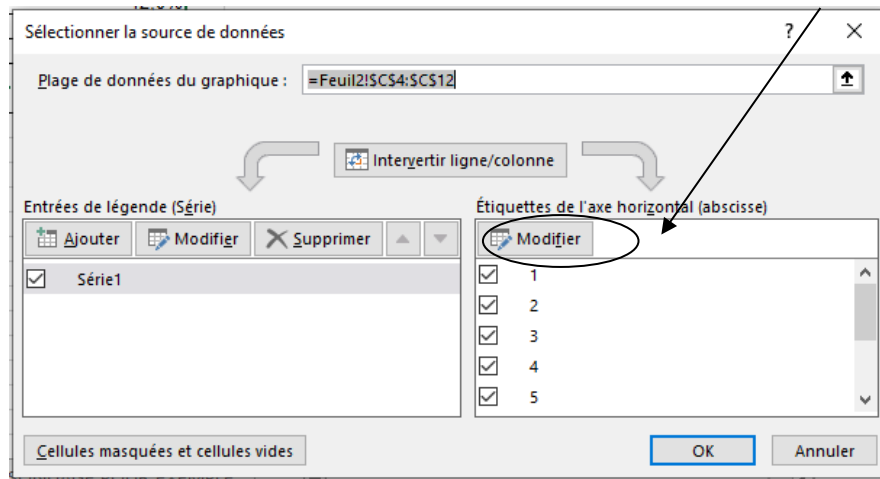 Sélectionner la source de données ?
Plage de données du graphique : =Feuil2!$C$4:$C$12
Intervertir ligne/colonne
Entrées de légende (Série)
Ajouter Modifier Supprimer
Série1
Étiquettes de l'axe horizontal (abscisse)
Modifier
1
2
3
4
5
Cellules masquées et cellules vides
OK Annuler